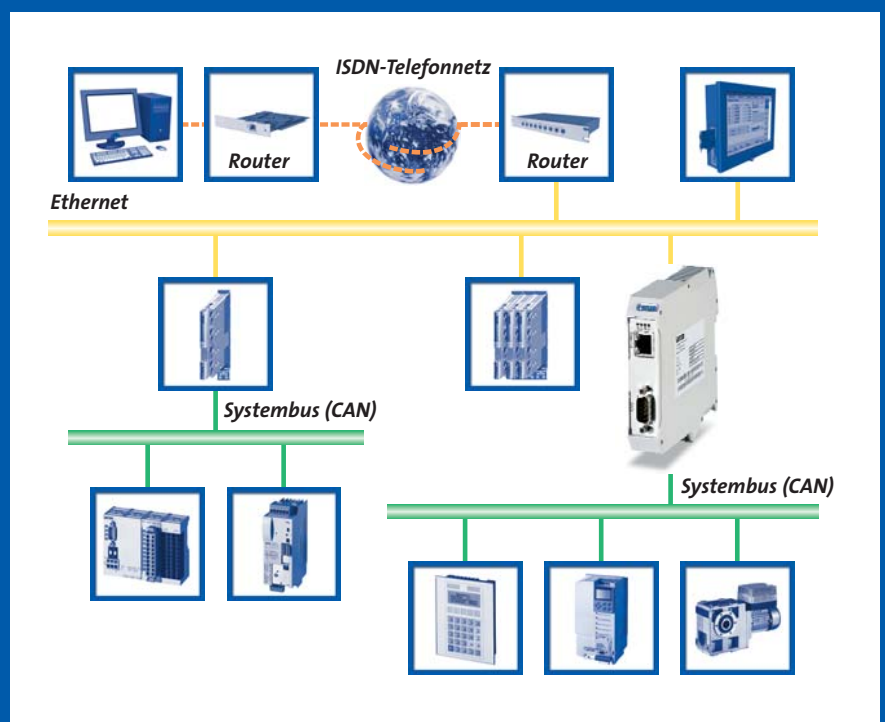 ISDN-Telefonnetz
Router
Router
Ethernet
Systembus (CAN)
Systembus (CAN)